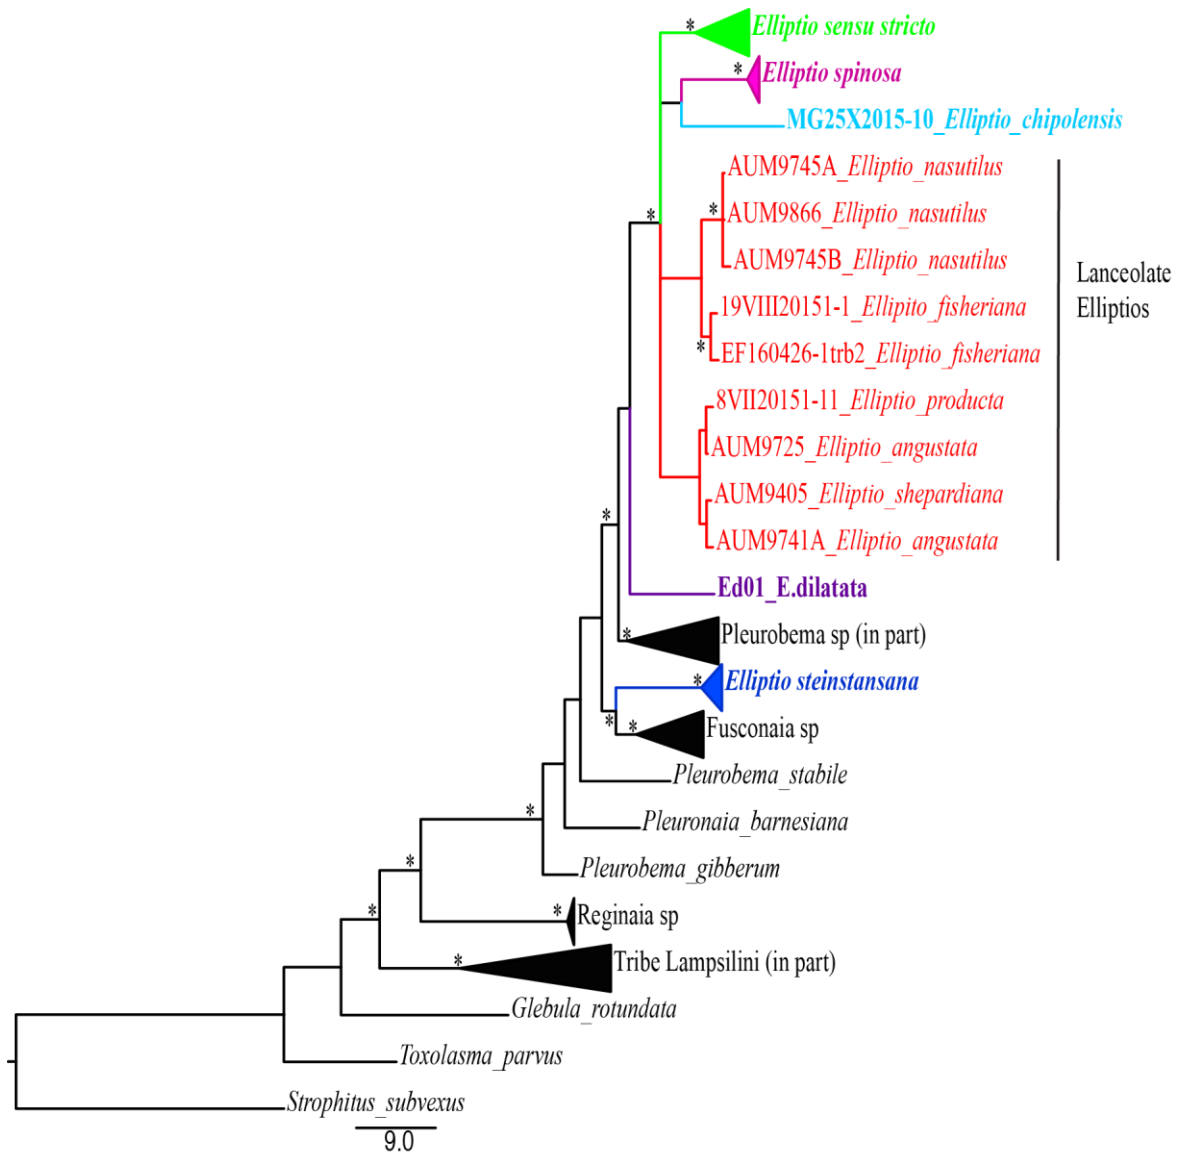 *
Elliptio sensu stricto
*
Elliptio spinosa
MG25X2015-10_Elliptio_chipolensis
AUM9745A_Elliptio_nasutilus
*
*
AUM9866_Elliptio_nasutilus
AUM9745B_Elliptio_nasutilus
Lanceolate
Elliptios
19VIII20151-1_Ellipito_fisheriana
*
EF160426-1trb2_Elliptio_fisheriana
8VII20151-11_Elliptio_producta
AUM9725_Elliptio_angustata
AUM9405_Elliptio_shepardiana
*
AUM9741A_Elliptio_angustata
Ed01_E.dilatata
*
Pleurobema sp (in part)
*
Elliptio steinstansana
*
*
Fusconaia sp
Pleurobema_stabile
*
Pleuronaia_barnesiana
*
Pleurobema_gibberum
*
*
Reginaia sp
*
Tribe Lampsilini (in part)
Glebula_rotundata
Toxolasma_parvus
Strophitus_subvexus
9.0